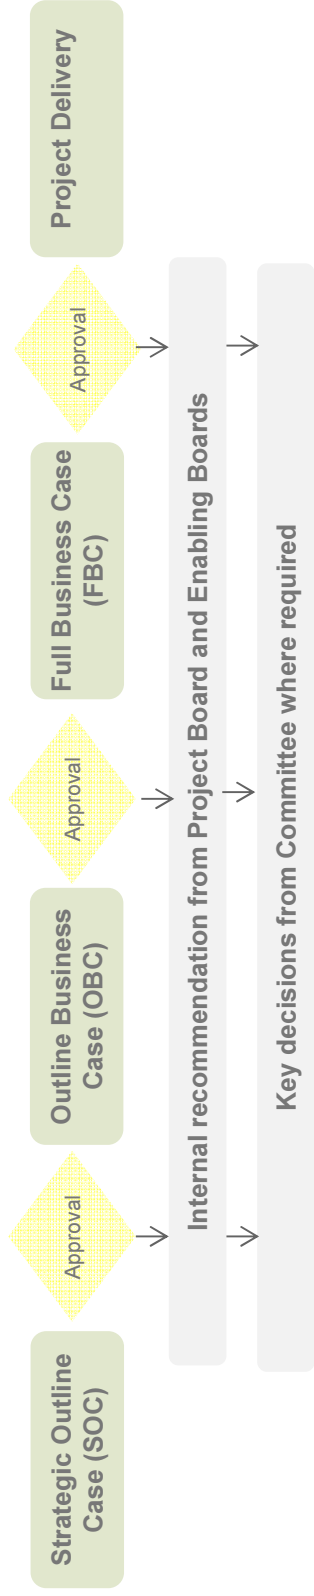 Strategic Outline
Case (SOC)
Approval
Outline Business
Case (OBC)
Approval
Full Business Case
(FBC)
Approval
Project Delivery
Internal recommendation from Project Board and Enabling Boards
Key decisions from Committee where required